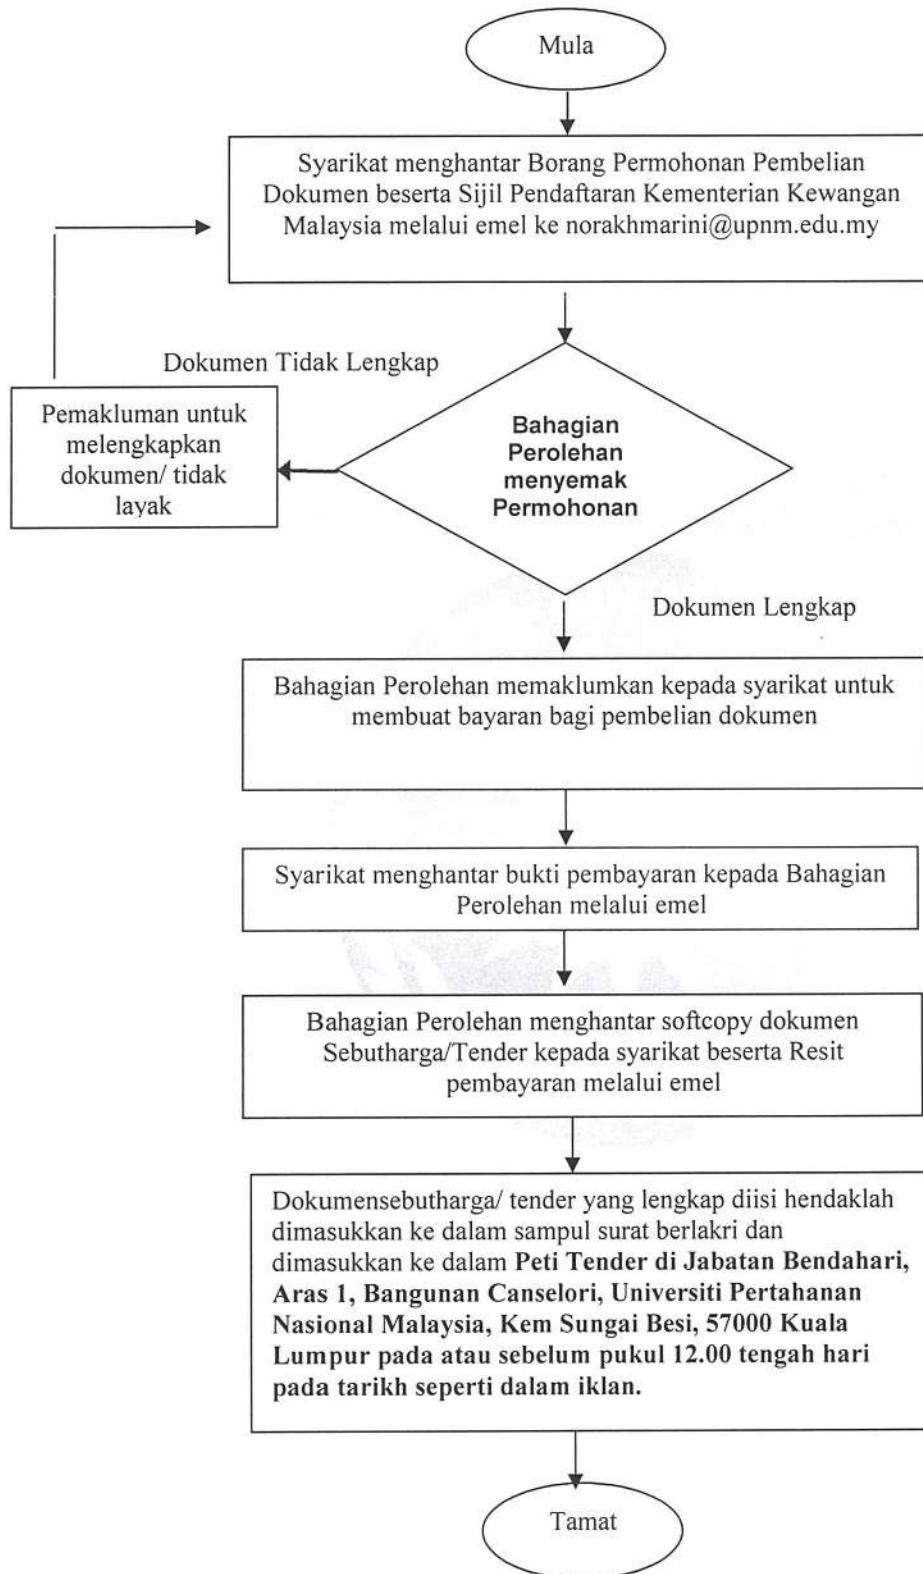 Mula
Syarikat menghantar Borang Permohonan Pembelian
Dokumen beserta Sijil Pendaftaran Kementerian Kewangan
Malaysia melalui emel ke norakhmarini@upnm.edu.my
Dokumen Tidak Lengkap
Pemakluman untuk
melengkapkan
dokumen/ tidak
layak
Bahagian
Perolehan
menyemak
Permohonan
Dokumen Lengkap
Bahagian Perolehan memaklumkan kepada syarikat untuk
membuat bayaran bagi pembelian dokumen
Syarikat menghantar bukti pembayaran kepada Bahagian
Perolehan melalui emel
Bahagian Perolehan menghantar softcopy dokumen
Sebutharga/Tender kepada syarikat beserta Resit
pembayaran melalui emel
Dokumensebutharga/ tender yang lengkap diisi hendaklah
dimasukkan ke dalam sampul surat berlakri dan
dimasukkan ke dalam Peti Tender di Jabatan Bendahari,
Aras 1, Bangunan Canselori, Universiti Pertahanan
Nasional Malaysia, Kem Sungai Besi, 57000 Kuala
Lumpur pada atau sebelum pukul 12.00 tengah hari
pada tarikh seperti dalam iklan.
Tamat